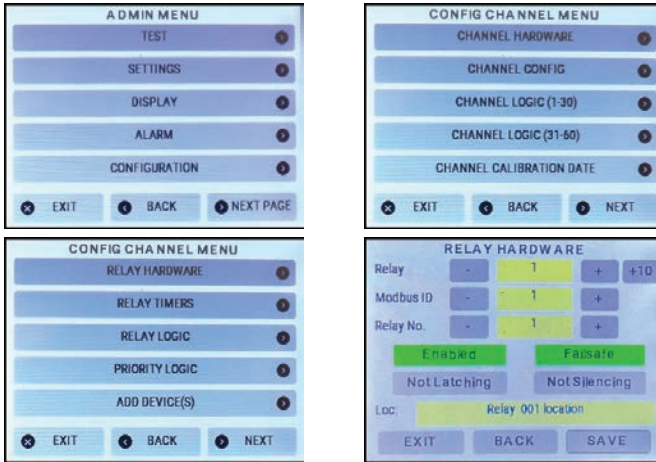 ADMIN MENU
TEST
SETTINGS
DISPLAY
ALARM
CONFIGURATION
EXIT BACK NEXT PAGE
CONFIG CHANNEL MENU
CHANNEL HARDWARE
CHANNEL CONFIG
CHANNEL LOGIC (1-30)
CHANNEL LOGIC (31-60)
CHANNEL CALIBRATION DATE
EXIT BACK NEXT
CONFIG CHANNEL MENU
RELAY HARDWARE
RELAY TIMERS
RELAY LOGIC
PRIORITY LOGIC
ADD DEVICE(S)
EXIT BACK NEXT
RELAY HARDWARE
Relay - 1 + +10
Modbus ID - 1 +
Relay No. - 1 +
Enabled Failsafe
Not Latching Not Silencing
Loc: Relay 001 location
EXIT BACK SAVE